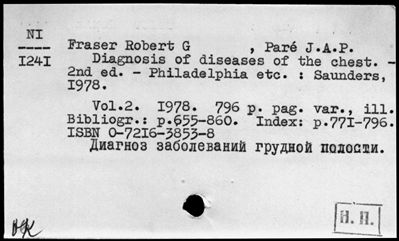 NI
I24I
Fraser Robert G , Paré J.A.P.
Diagnosis of diseases of the chest. -
2nd ed. - Philadelphia etc. : Saunders,
I978.
Vol.2. I978. 796 p. pag. var., ill.
Bibliogr.: p.655-860. Index: p.77I-796.
ISBN 0-72I6-3853-8
Диагноз заболеваний грудной полости.
Н.П.